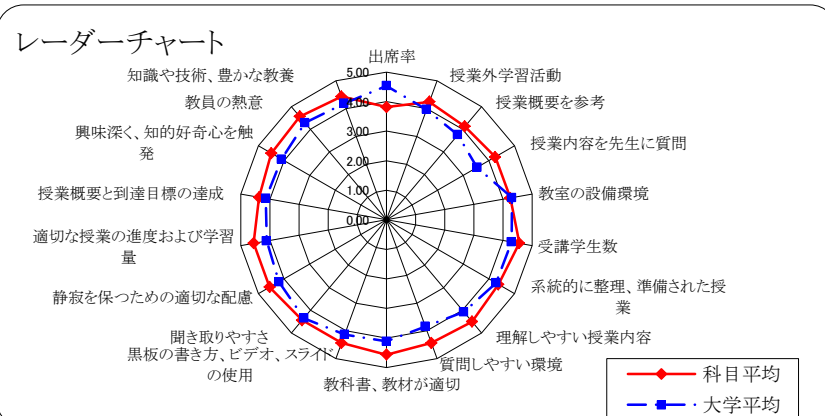 レーダーチャート
出席率
授業外学習活動
授業概要を参考
授業内容を先生に質問
教室の設備環境
受講学生数
系統的に整理、準備された授
業
理解しやすい授業内容
質問しやすい環境
教科書、教材が適切
黒板の書き方、ビデオ、スライド
の使用
聞き取りやすさ
静寂を保つための適切な配慮
適切な授業の進度および学習
量
授業概要と到達目標の達成
興味深く、知的好奇心を触
発
教員の熱意
知識や技術、豊かな教養
5.00
4.00
3.00
2.00
1.00
0.00
科目平均
大学平均